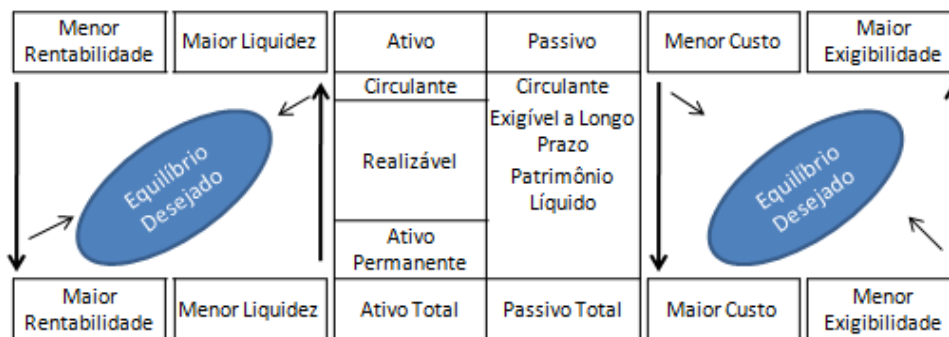 Menor
Rentabilidade
Maior Liquidez
Ativo
Passivo
Menor Custo
Maior
Exigibilidade
Circulante
Circulante
Exigível a Longo
Prazo
Realizável
Patrimônio
Líquido
Ativo
Permanente
Equilíbrio
Desejado
Equilíbrio
Desejado
Maior
Rentabilidade
Menor Liquidez
Ativo Total
Passivo Total
Maior Custo
Menor
Exigibilidade